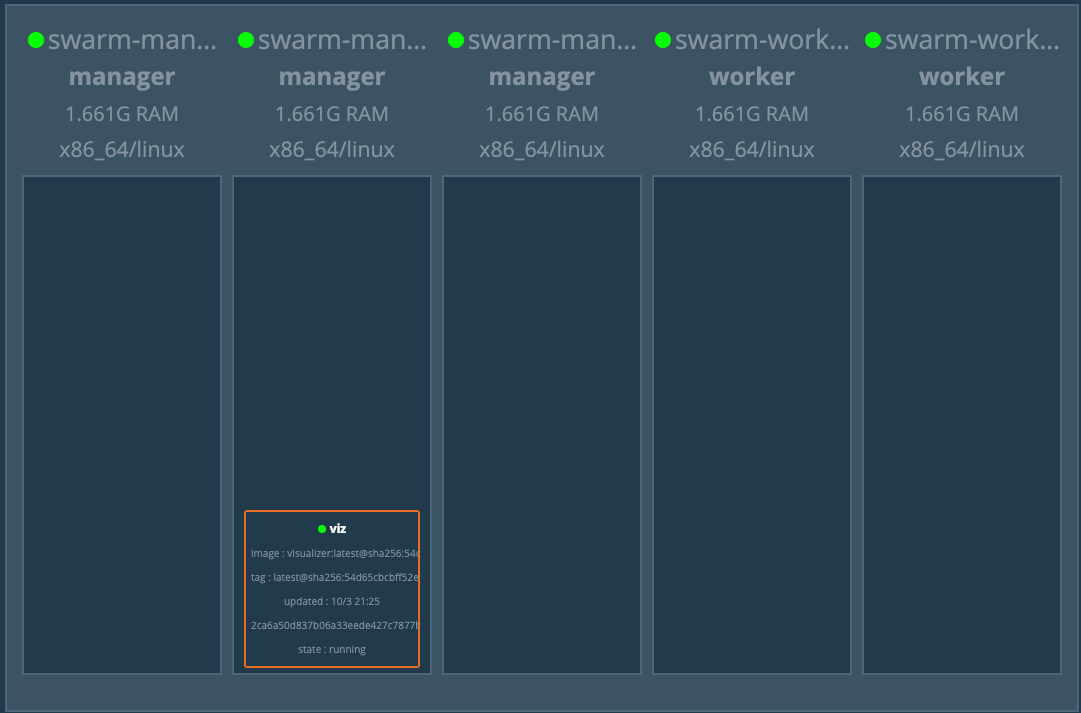 swarm-man... swarm-man... swarm-man... swarm-work... swarm-work...
manager manager manager worker worker
1.661G RAM 1.661G RAM 1.661G RAM 1.661G RAM 1.661G RAM
x86_64/linux x86_64/linux x86_64/linux x86_64/linux x86_64/linux
viz
image : visualizer:latest@sha256:54
tag : latest@sha256:54d65cbcbff52e
updated : 10/3 21:25
2ca6a50d837b06a33eede427c7877
state : running